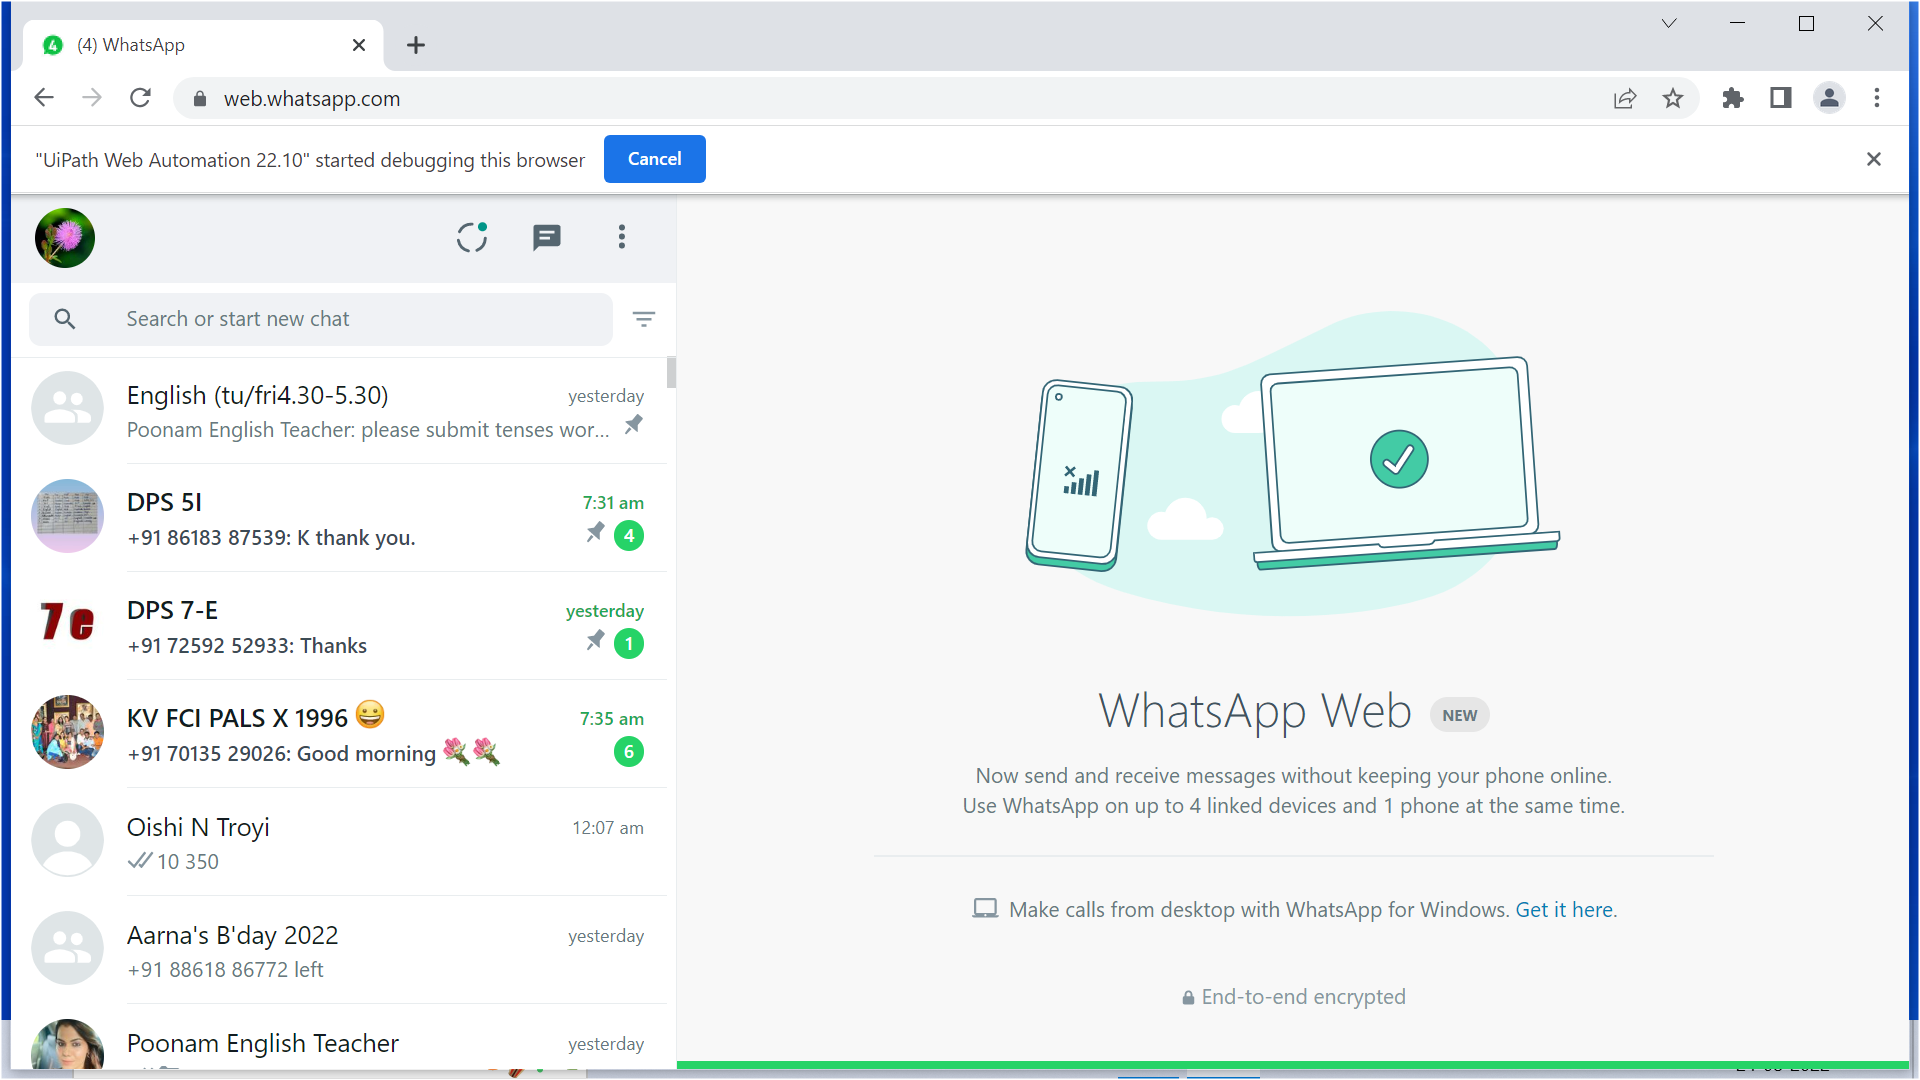 4 (4) WhatsApp
web.whatsapp.com
"UiPath Web Automation 22.10" started debugging this browser Cancel
Search or start new chat
English (tu/fri4.30-5.30) yesterday
Poonam English Teacher: please submit tenses wor...
DPS 5I 7:31 am
+91 86183 87539: K thank you. 4
7e
DPS 7-E yesterday
+91 72592 52933: Thanks 1
KV FCI PALS X 1996 😀 7:35 am
+91 70135 29026: Good morning 💐💐 6
Oishi N Troyi 12:07 am
10 350
Aarna's B'day 2022 yesterday
+91 88618 86772 left
Poonam English Teacher yesterday
WhatsApp Web NEW
Now send and receive messages without keeping your phone online.
Use WhatsApp on up to 4 linked devices and 1 phone at the same time.
Make calls from desktop with WhatsApp for Windows. Get it here.
End-to-end encrypted